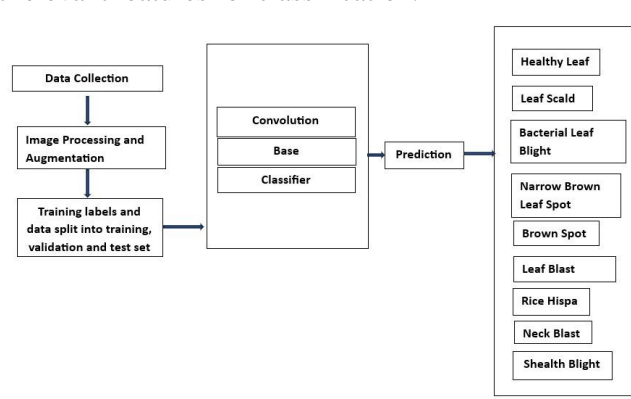 Data Collection
Image Processing and
Augmentation
Training labels and
data split into training,
validation and test set
Convolution
Base
Classifier
Prediction
Healthy Leaf
Leaf Scald
Bacterial Leaf
Blight
Narrow Brown
Leaf Spot
Brown Spot
Leaf Blast
Rice Hispa
Neck Blast
Shealth Blight